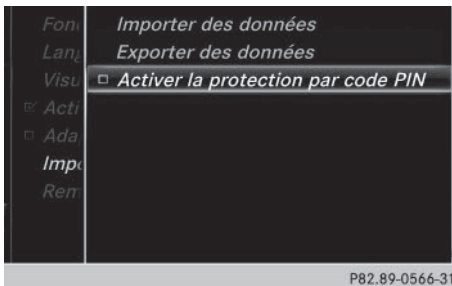 Fon
Importer des données
Lan
Exporter des données
Visu
Activer la protection par code PIN
Acti
Ada
Impo
Rem
P82.89-0566-31